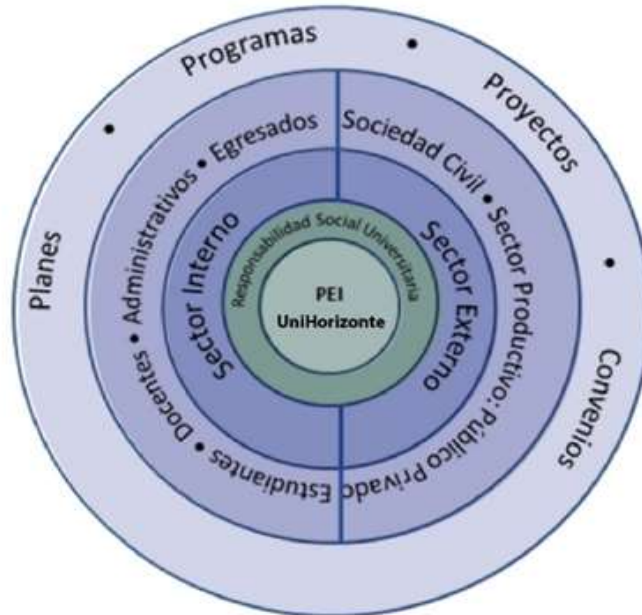 Planes • Programas • Proyectos • Convenios
Estudiantes • Docentes • Administrativos • Egresados
Sociedad Civil • Sector Productivo: Público Privado
Sector Interno
Sector Externo
Responsabilidad Social Universitaria
PEI
UniHorizonte